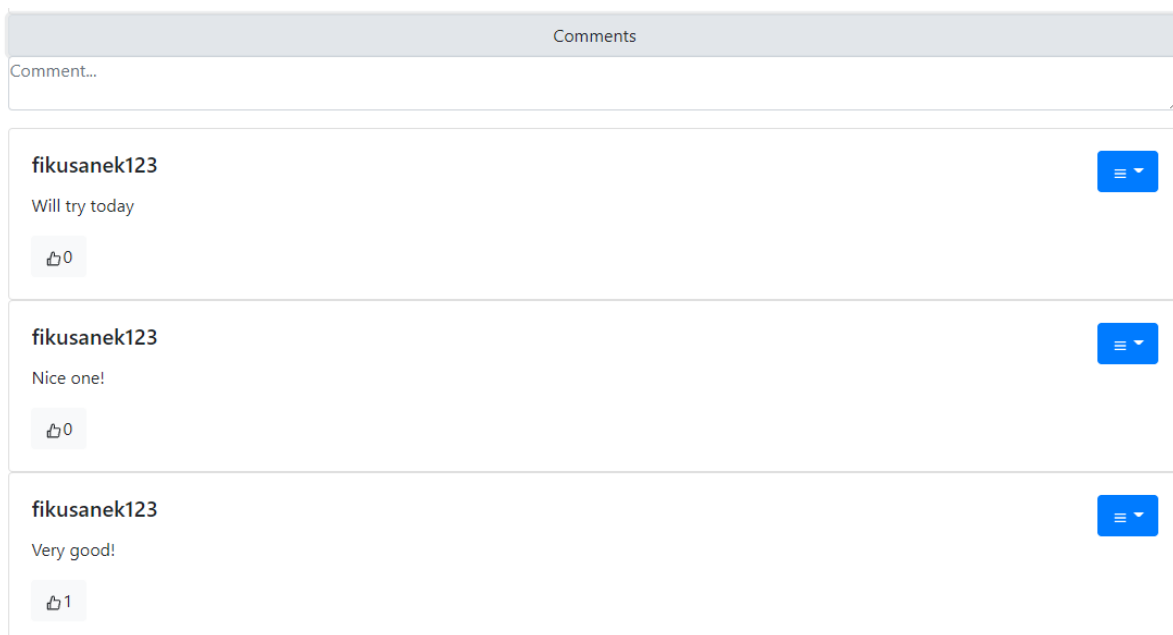 Comments
Comment...
fikusanek123
Will try today
0
fikusanek123
Nice one!
0
fikusanek123
Very good!
1